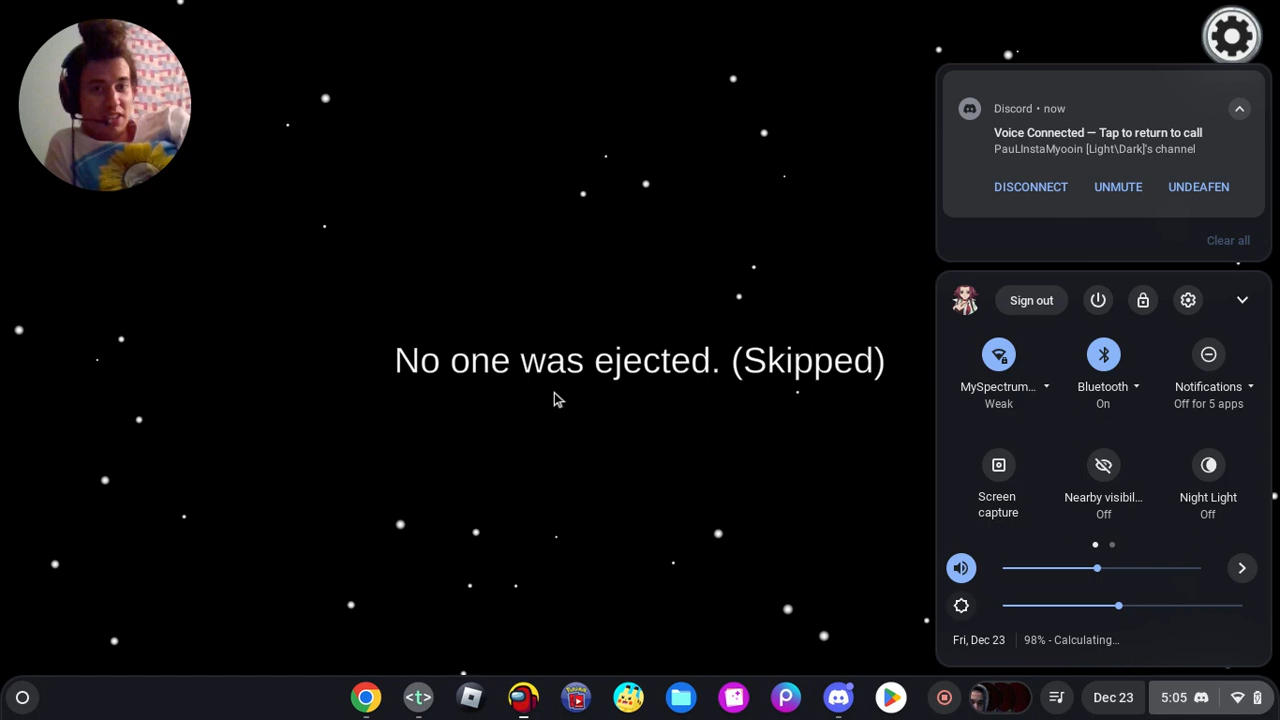 Discord • now
Voice Connected — Tap to return to call
PauLInstaMyooin [Light\Dark]'s channel
DISCONNECT UNMUTE UNDEAFEN
Clear all
Sign out
No one was ejected. (Skipped)
MySpectrum... Bluetooth Notifications
Weak On Off for 5 apps
Screen capture
Nearby visibil...
Off
Night Light
Off
Fri, Dec 23 98% - Calculating...
<t>
Dec 23 5:05